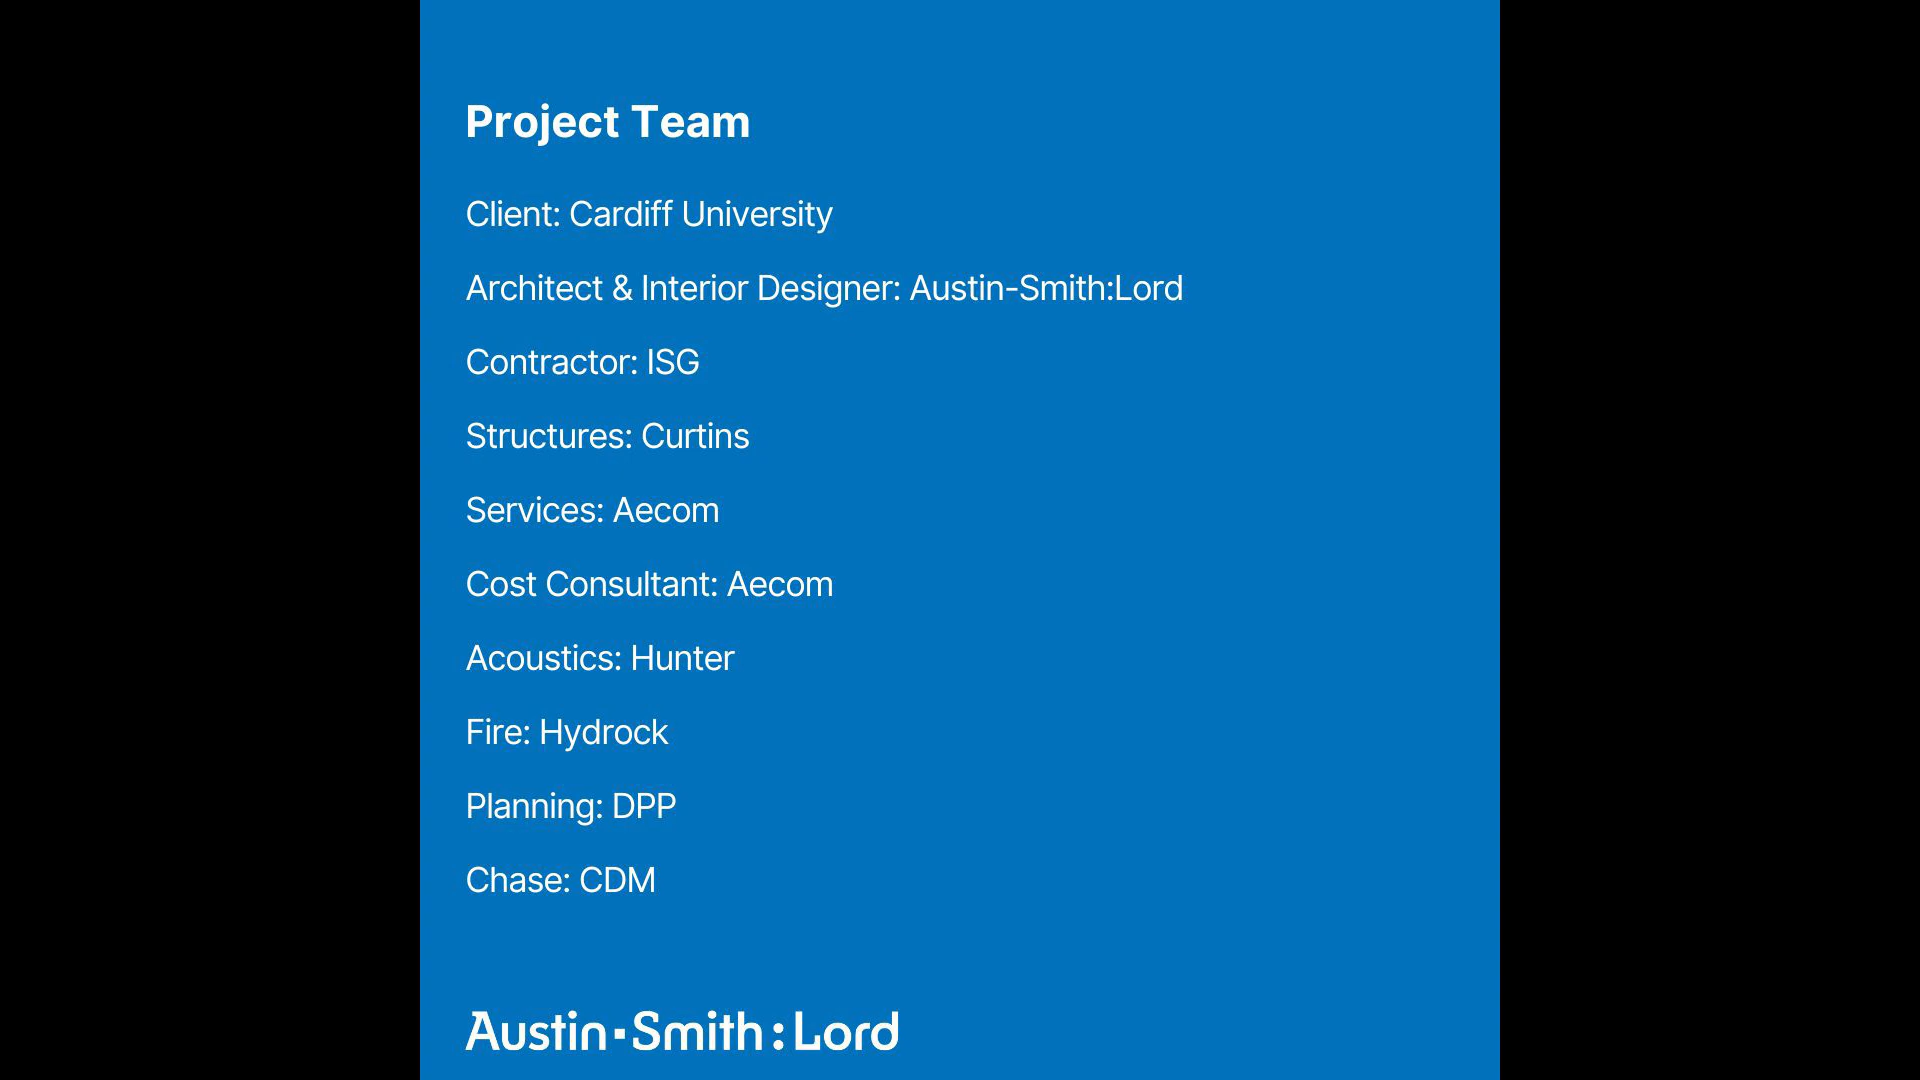 Project Team
Client: Cardiff University
Architect & Interior Designer: Austin-Smith:Lord
Contractor: ISG
Structures: Curtins
Services: Aecom
Cost Consultant: Aecom
Acoustics: Hunter
Fire: Hydrock
Planning: DPP
Chase: CDM
Austin·Smith:Lord